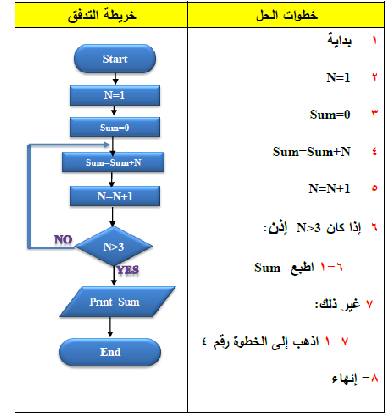 خطوات الحل
١ بداية
٢ N=1
٣ Sum=0
٤ Sum=Sum+N
٥ N=N+1
٦ إذا كان N>3 إذن:
٦-١ اطبع Sum
٧ غير ذلك:
٧ ١ اذهب إلى الخطوة رقم ٤
٨- إنهاء
خريطة التدفق
Start
N=1
Sum=0
Sum=Sum+N
N=N+1
N>3
NO
YES
Print Sum
End